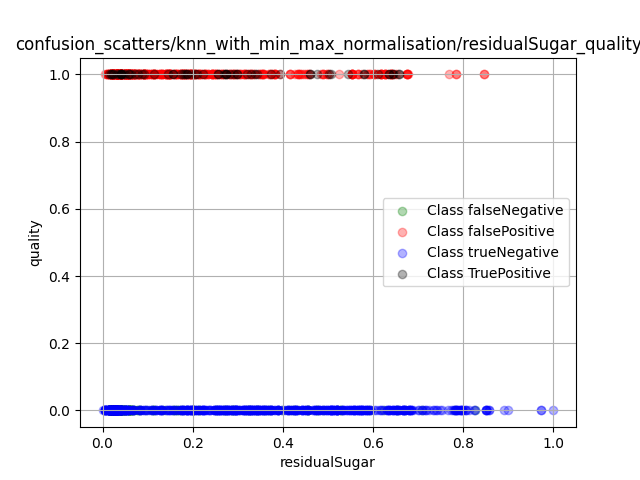 confusion_scatters/knn_with_min_max_normalisation/residualSugar_quality
1.0
0.8
0.6
0.4
0.2
0.0
quality
Class falseNegative
Class falsePositive
Class trueNegative
Class TruePositive
0.0 0.2 0.4 0.6 0.8 1.0
residualSugar